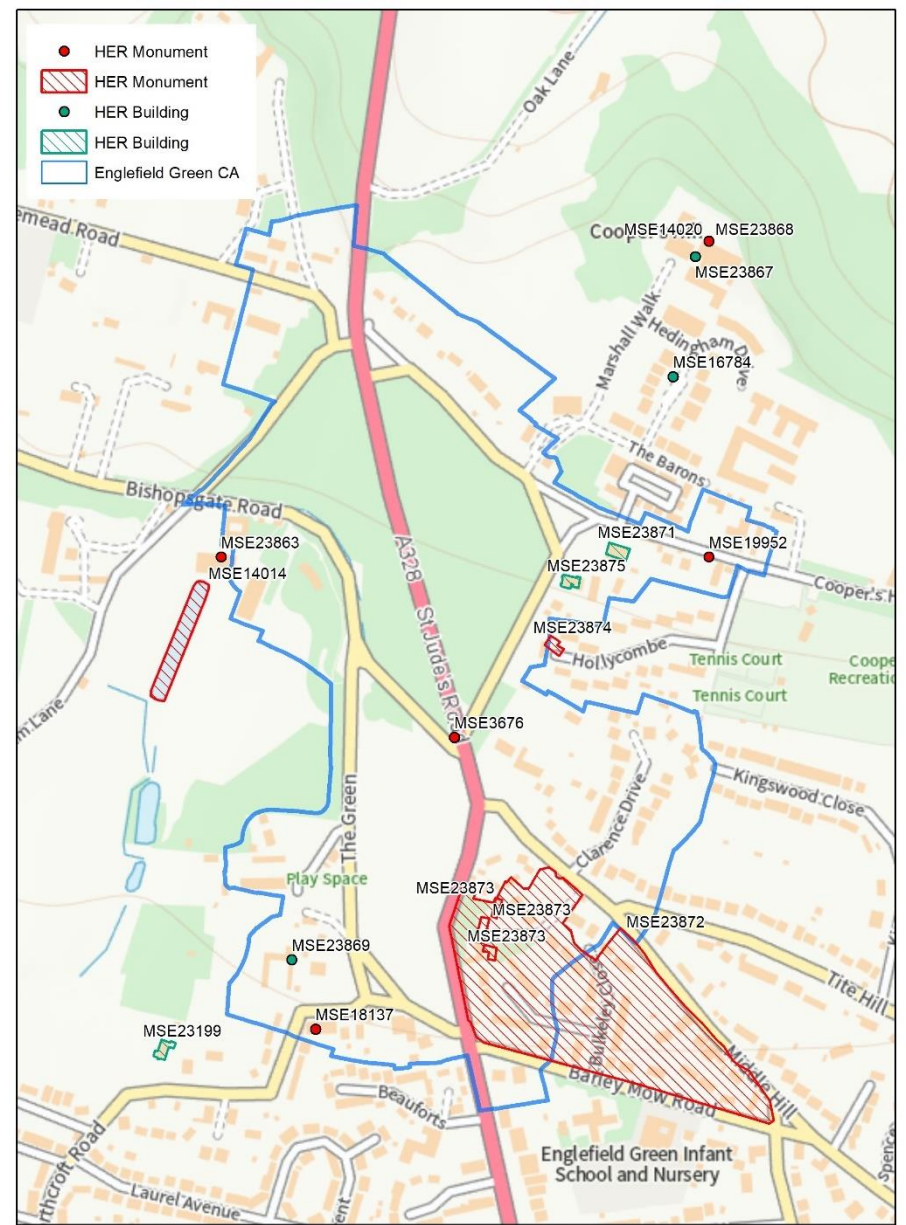 HER Monument
HER Monument
HER Building
HER Building
Englefield Green CA
Oak Lane
emead Road
Cooper's
MSE14020
MSE23868
MSE23867
Marshall Walk
Hedingham Drive
MSE16784
The Barons
Bishopsgate Road
MSE23863
MSE14014
A328 St Jude's Road
MSE23871
MSE19952
MSE23875
Cooper's H
MSE23874
Hollycombe
Tennis Court
Tennis Court
Coope
Recreatio
m Lane
MSE3676
Kingswood Close
Clarence Drive
The Green
Play Space
MSE23873
MSE23873
MSE23873
MSE23872
MSE23869
Tite Hill
Bulkeley Close
MSE18137
MSE23199
Middle Hill
Barley Mow Road
Beauforts
Englefield Green Infant
School and Nursery
Spence
rthcroft Road
Laurel Avenue
ent